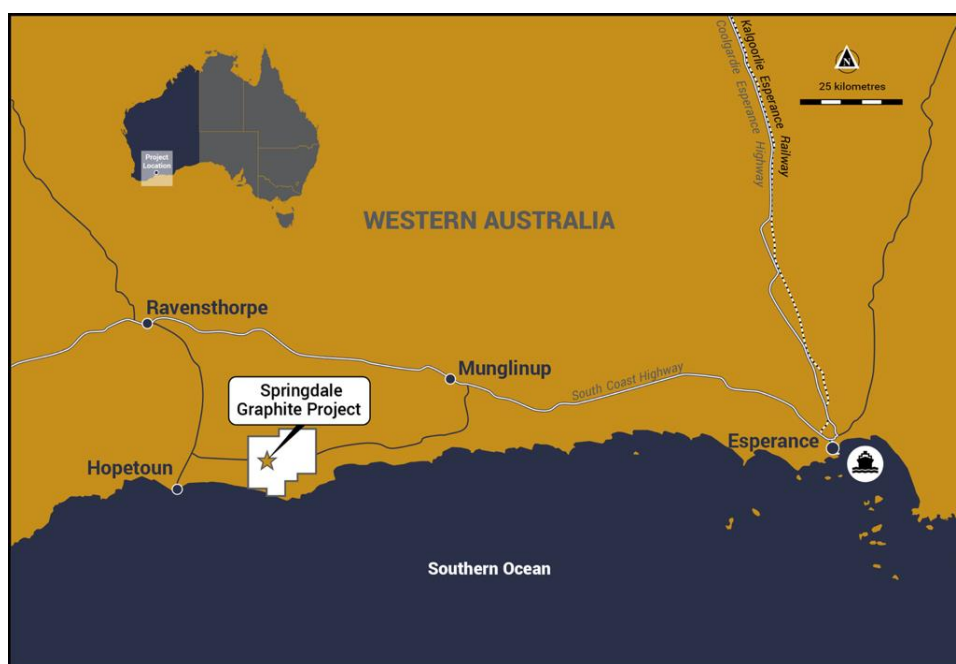 Project
Location
N
25 kilometres
Kalgoorlie Esperance Railway
Coolgardie Esperance Highway
WESTERN AUSTRALIA
Ravensthorpe
Munglinup
Springdale
Graphite Project
South Coast Highway
Esperance
Hopetoun
Southern Ocean